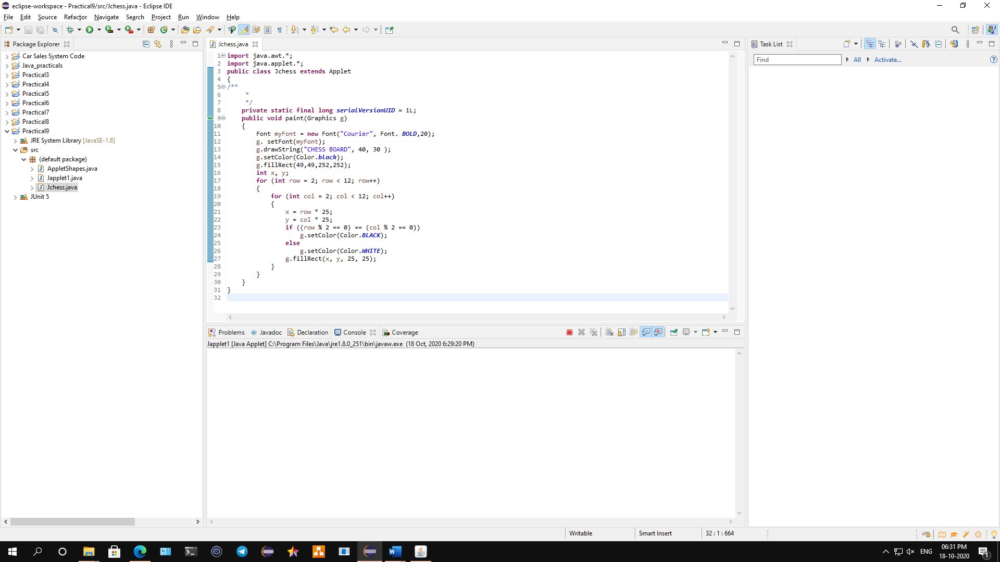 eclipse-workspace - Practical9/src/Jchess.java - Eclipse IDE
File Edit Source Refactor Navigate Search Project Run Window Help
Package Explorer
Car Sales System Code
Java_practicals
Practical3
Practical4
Practical5
Practical6
Practical7
Practical8
Practical9
JRE System Library [JavaSE-1.8]
src
(default package)
AppletShapes.java
Japplet1.java
Jchess.java
JUnit 5
Jchess.java
1 import java.awt.*;
2 import java.applet.*;
3 public class Jchess extends Applet
4 {
5 /**
6 *
7 */
8 private static final long serialVersionUID = 1L;
9 public void paint(Graphics g)
10 {
11 Font myFont = new Font("Courier", Font. BOLD,20);
12 g. setFont(myFont);
13 g.drawString("CHESS BOARD", 40, 30 );
14 g.setColor(Color.black);
15 g.fillRect(49,49,252,252);
16 int x, y;
17 for (int row = 2; row < 12; row++)
18 {
19 for (int col = 2; col < 12; col++)
20 {
21 x = row * 25;
22 y = col * 25;
23 if ((row % 2 == 0) == (col % 2 == 0))
24 g.setColor(Color.BLACK);
25 else
26 g.setColor(Color.WHITE);
27 g.fillRect(x, y, 25, 25);
28 }
29 }
30 }
31 }
32
Problems @ Javadoc Declaration Console Coverage
Japplet1 [Java Applet] C:\Program Files\Java\jre1.8.0_251\bin\javaw.exe (18 Oct, 2020 6:29:20 PM)
Task List
Find All Activate...
Writable Smart Insert 32 : 1 : 664
ENG
06:31 PM
18-10-2020
1